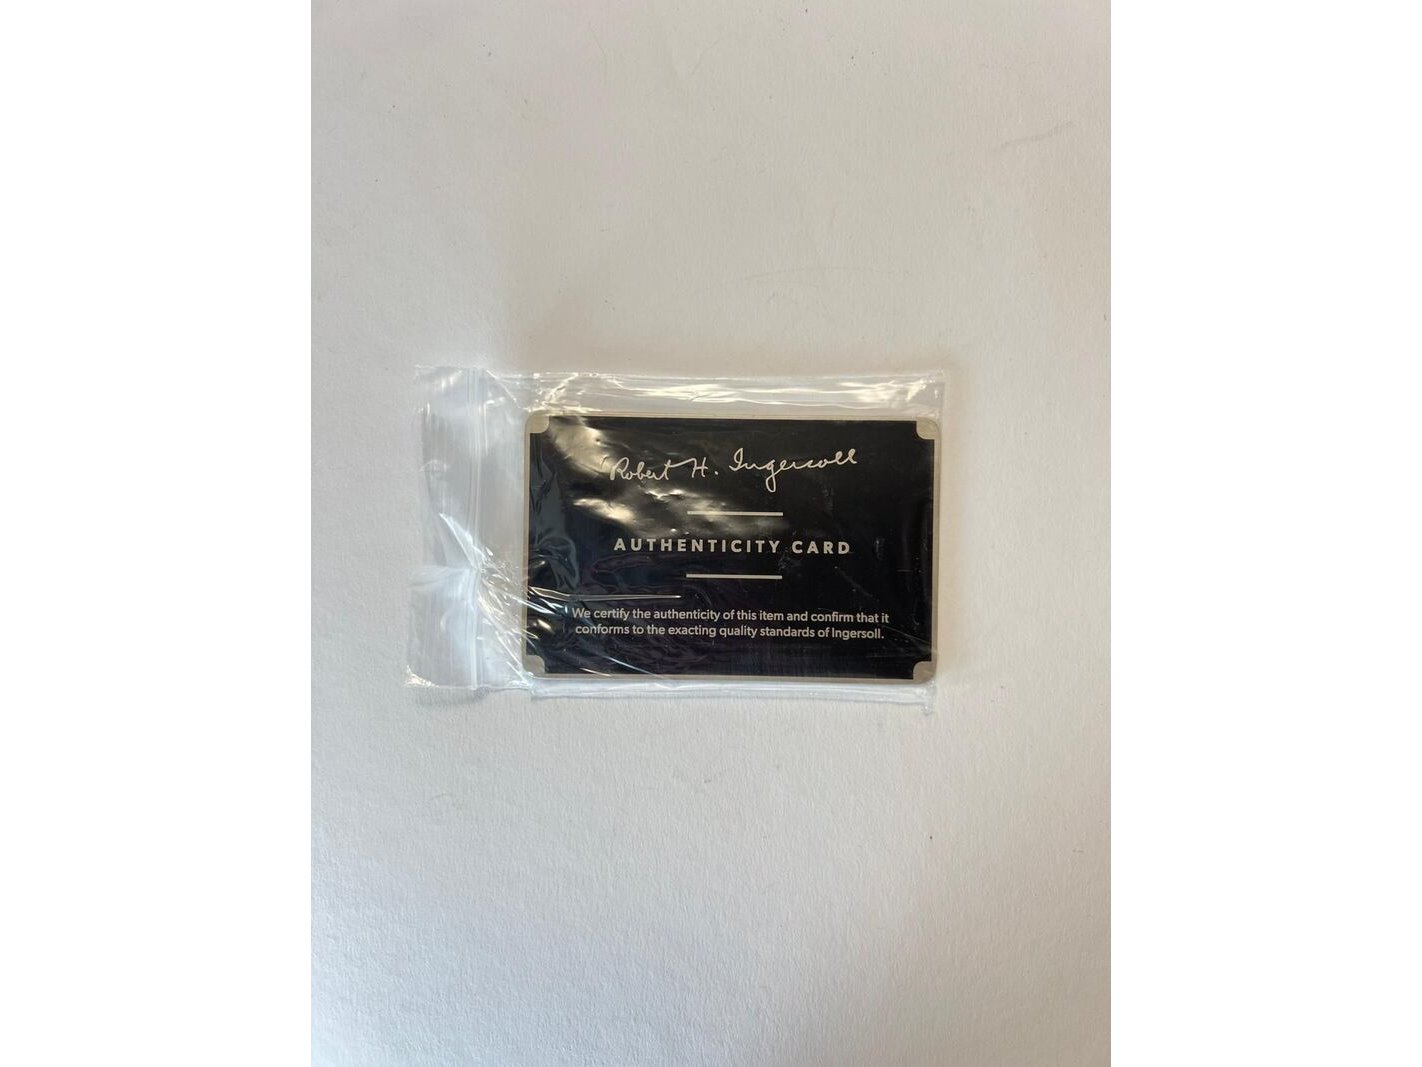 Robert H. Ingersoll
AUTHENTICITY CARD
We certify the authenticity of this item and confirm that it
conforms to the exacting quality standards of Ingersoll.